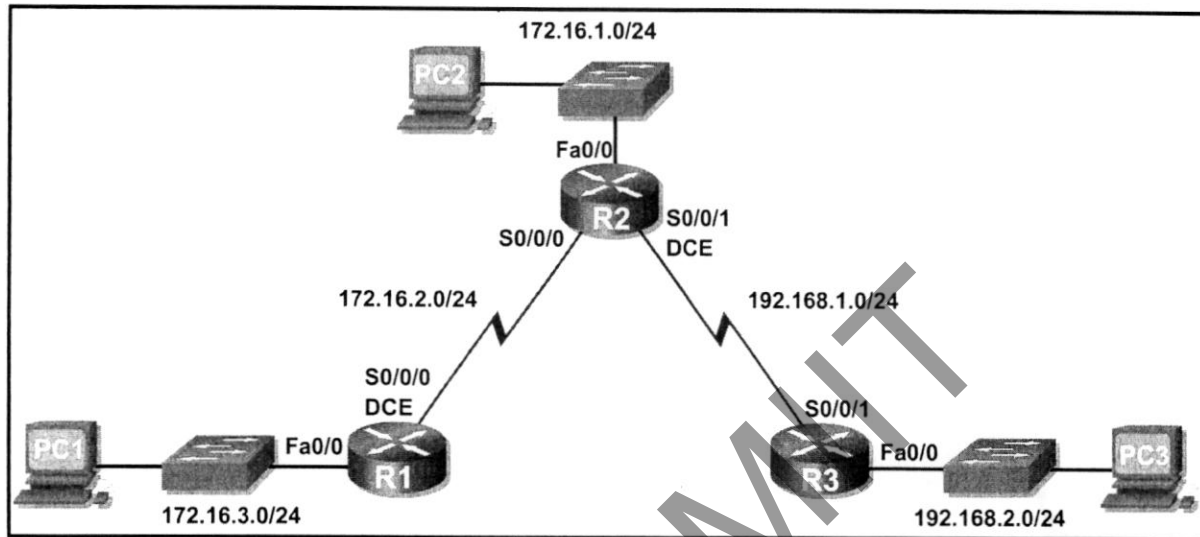 172.16.1.0/24
PC2
Fa0/0
R2
S0/0/0
S0/0/1
DCE
172.16.2.0/24
192.168.1.0/24
S0/0/0
DCE
S0/0/1
PC1
Fa0/0
R1
R3
Fa0/0
PC3
172.16.3.0/24
192.168.2.0/24